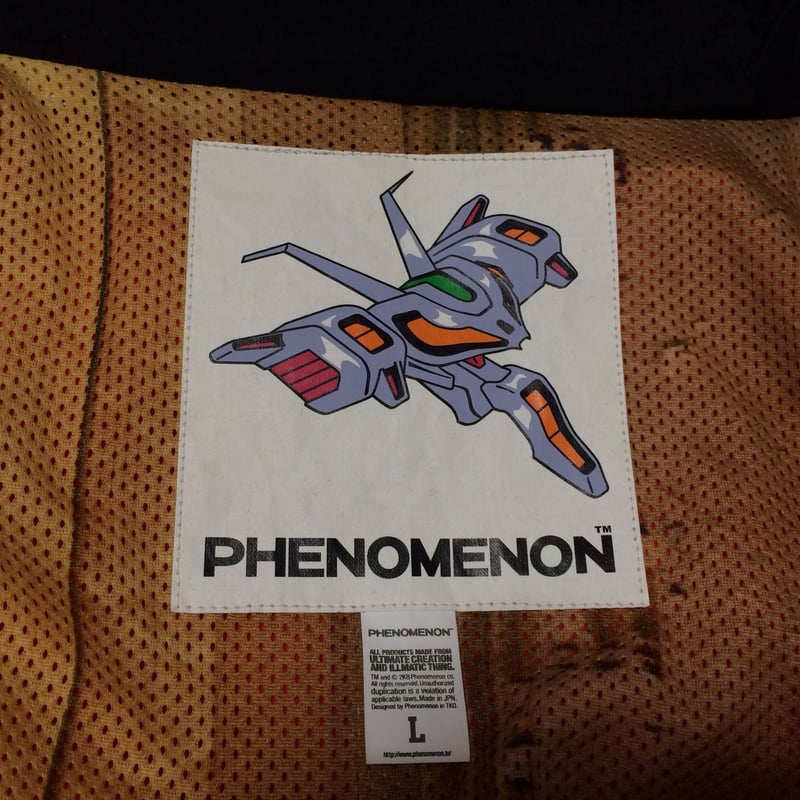 TM
PHENOMENON
PHENOMENON™
ALL PRODUCTS MADE FROM
ULTIMATE CREATION
AND ILLMATIC THING.
TM and © 2K8 Phenomenon co.
All rights reserved. Unauthorized
duplication is a violation of
applicable laws. Made in JPN.
Designed by Phenomenon in TKO.
L
http://www.phenomenon.tv/